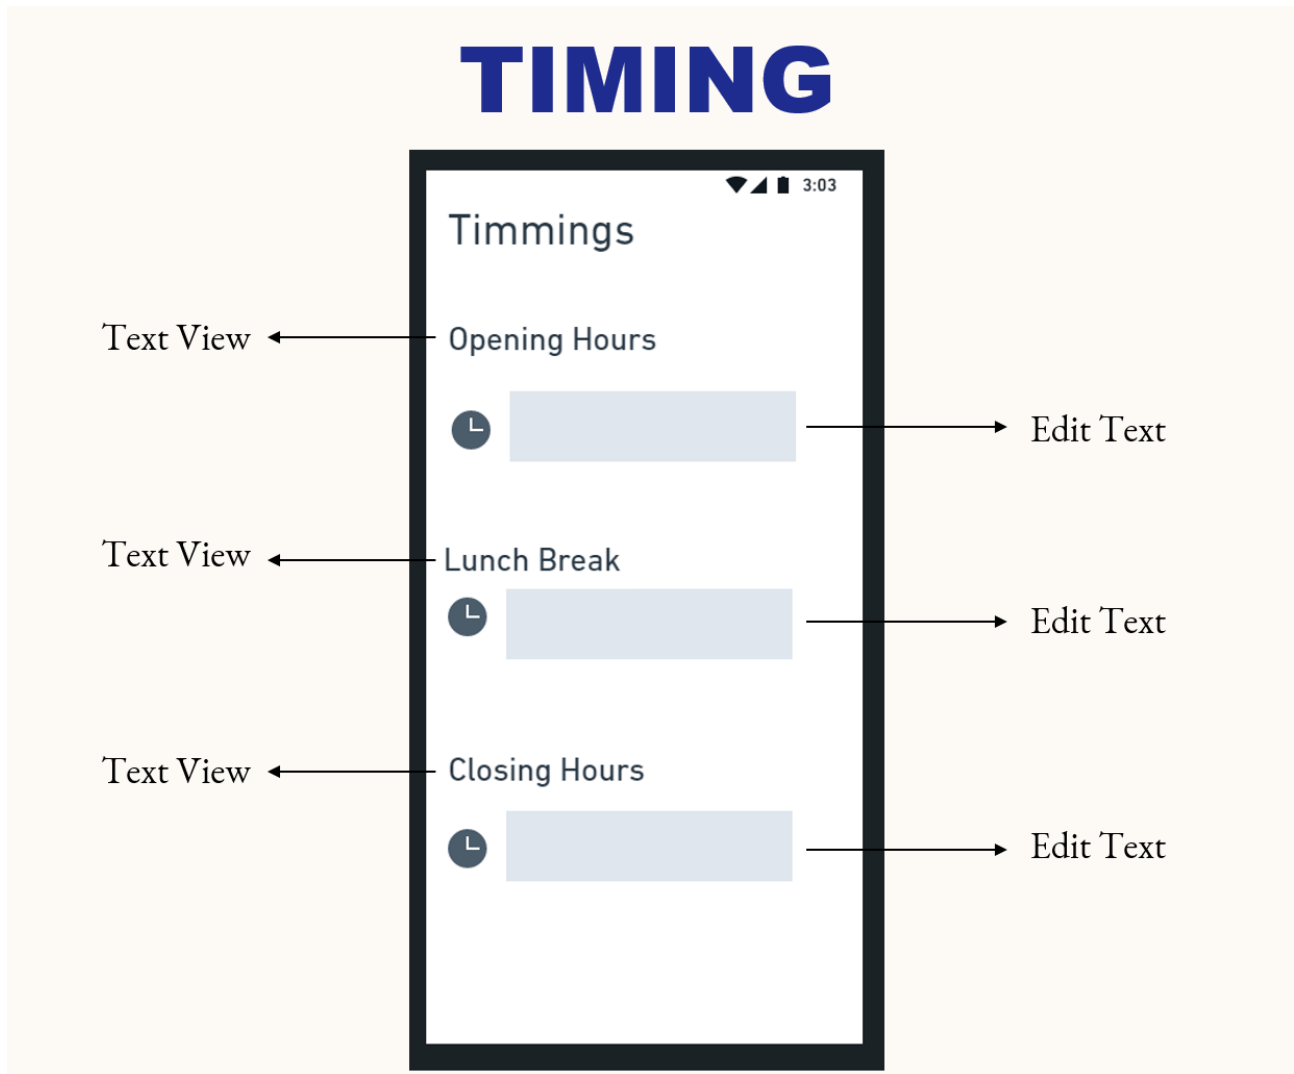 TIMING
3:03
Timmings
Text View
Opening Hours
Edit Text
Text View
Lunch Break
Edit Text
Text View
Closing Hours
Edit Text